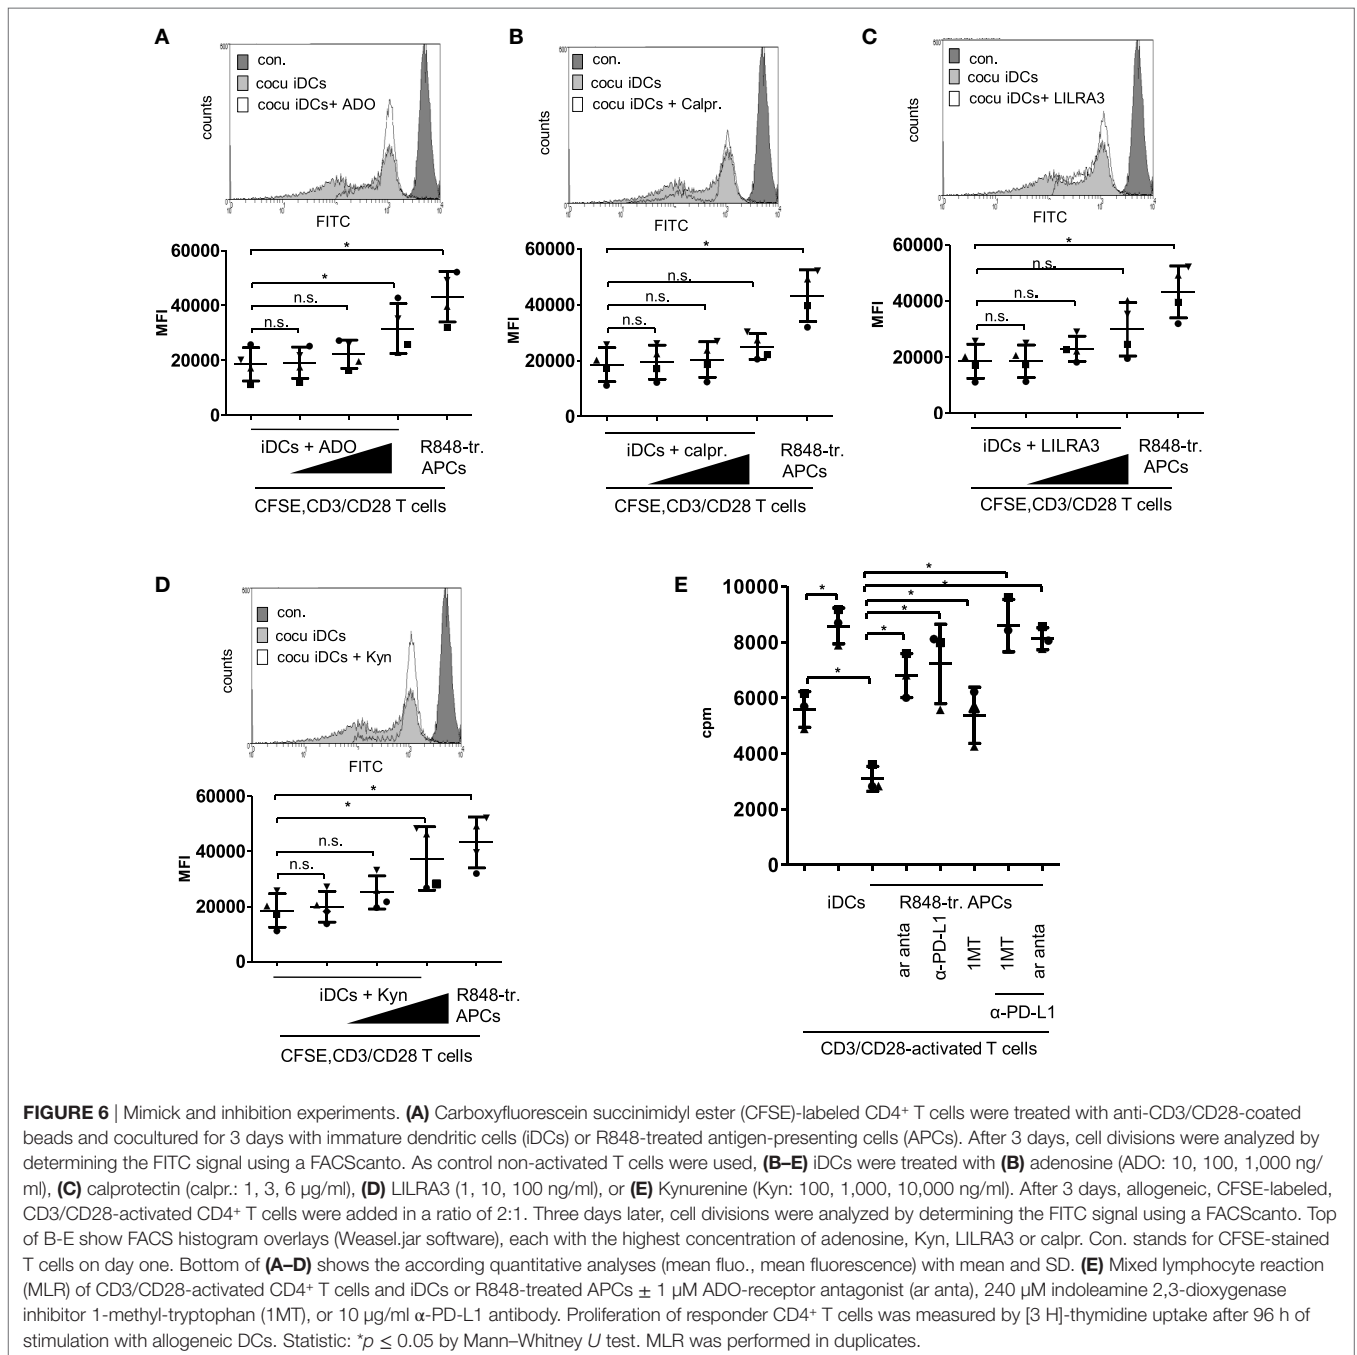 A
B
C
500
con.
cocu iDCs
cocu iDCs+ ADO
counts
FITC
500
con.
cocu iDCs
cocu iDCs + Calpr.
counts
FITC
500
con.
cocu iDCs
cocu iDCs+ LILRA3
counts
FITC
60000
40000
20000
0
MFI
n.s.
n.s.
*
*
iDCs + ADO
R848-tr.
APCs
CFSE,CD3/CD28 T cells
60000
40000
20000
0
MFI
n.s.
n.s.
n.s.
*
iDCs + calpr.
R848-tr.
APCs
CFSE,CD3/CD28 T cells
60000
40000
20000
0
MFI
n.s.
n.s.
n.s.
*
iDCs + LILRA3
R848-tr.
APCs
CFSE,CD3/CD28 T cells
D
500
con.
cocu iDCs
cocu iDCs + Kyn
counts
FITC
60000
40000
20000
0
MFI
n.s.
n.s.
*
*
iDCs + Kyn
R848-tr.
APCs
CFSE,CD3/CD28 T cells
E
10000
8000
6000
4000
2000
0
cpm
*
*
*
*
*
*
*
iDCs
R848-tr. APCs
ar anta
α-PD-L1
1MT
1MT
ar anta
α-PD-L1
CD3/CD28-activated T cells
FIGURE 6 | Mimick and inhibition experiments. (A) Carboxyfluorescein succinimidyl ester (CFSE)-labeled CD4⁺ T cells were treated with anti-CD3/CD28-coated
beads and cocultured for 3 days with immature dendritic cells (iDCs) or R848-treated antigen-presenting cells (APCs). After 3 days, cell divisions were analyzed by
determining the FITC signal using a FACScanto. As control non-activated T cells were used, (B–E) iDCs were treated with (B) adenosine (ADO: 10, 100, 1,000 ng/
ml), (C) calprotectin (calpr.: 1, 3, 6 µg/ml), (D) LILRA3 (1, 10, 100 ng/ml), or (E) Kynurenine (Kyn: 100, 1,000, 10,000 ng/ml). After 3 days, allogeneic, CFSE-labeled,
CD3/CD28-activated CD4⁺ T cells were added in a ratio of 2:1. Three days later, cell divisions were analyzed by determining the FITC signal using a FACScanto. Top
of B-E show FACS histogram overlays (Weasel.jar software), each with the highest concentration of adenosine, Kyn, LILRA3 or calpr. Con. stands for CFSE-stained
T cells on day one. Bottom of (A–D) shows the according quantitative analyses (mean fluo., mean fluorescence) with mean and SD. (E) Mixed lymphocyte reaction
(MLR) of CD3/CD28-activated CD4⁺ T cells and iDCs or R848-treated APCs ± 1 µM ADO-receptor antagonist (ar anta), 240 µM indoleamine 2,3-dioxygenase
inhibitor 1-methyl-tryptophan (1MT), or 10 µg/ml α-PD-L1 antibody. Proliferation of responder CD4⁺ T cells was measured by [3 H]-thymidine uptake after 96 h of
stimulation with allogeneic DCs. Statistic: *p ≤ 0.05 by Mann–Whitney U test. MLR was performed in duplicates.